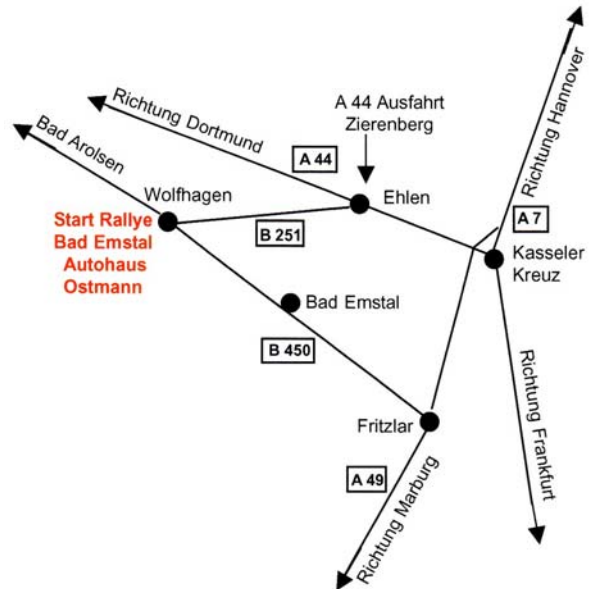 Richtung Hannover
Richtung Dortmund
A 44 Ausfahrt
Zierenberg
Bad Arolsen
A 44
Wolfhagen
Ehlen
Start Rallye
Bad Emstal
Autohaus
Ostmann
B 251
A 7
Kasseler
Kreuz
Bad Emstal
B 450
Richtung Frankfurt
Fritzlar
A 49
Richtung Marburg